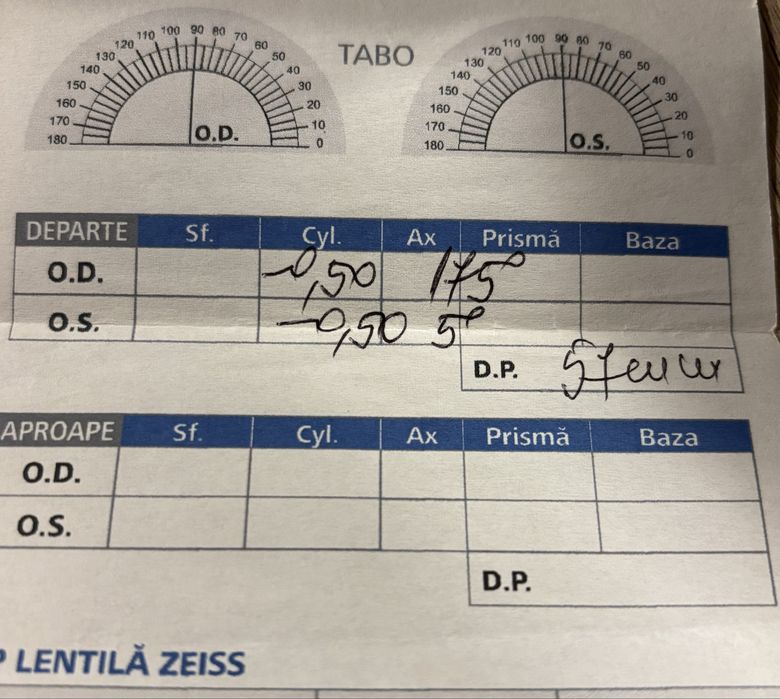 180 170 160 150 140 130 120 110 100 90 80 70 60 50 40 30 20 10 0
O.D.
TABO
180 170 160 150 140 130 120 110 100 90 80 70 60 50 40 30 20 10 0
O.S.
DEPARTE Sf. Cyl. Ax Prismă Baza
O.D. -0,50 175°
O.S. -0,50 5°
D.P. 57
APROAPE Sf. Cyl. Ax Prismă Baza
O.D.
O.S.
D.P.
P LENTILĂ ZEISS